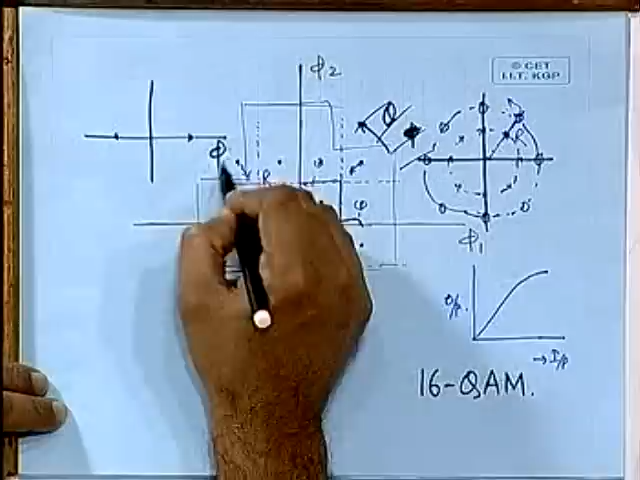 © CET
I.I.T. KGP
ϕ2
θ
R
R
ϕ
ϕ1
O/p.
→ I/p
16-QAM.